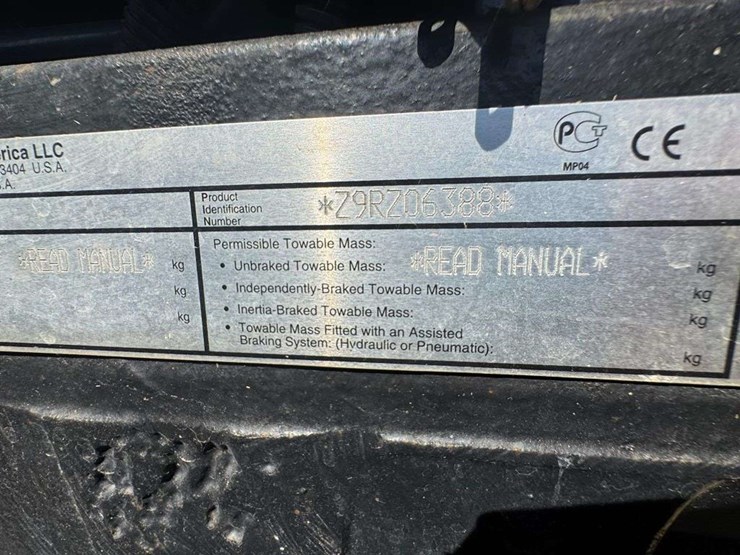 rica LLC
3404 U.S.A.
.A.
PCT
MP04
CE
Product
Identification
Number
*Z9RZ06388*
*READ MANUAL* kg
kg
kg
Permissible Towable Mass:
• Unbraked Towable Mass: *READ MANUAL* kg
• Independently-Braked Towable Mass: kg
• Inertia-Braked Towable Mass: kg
• Towable Mass Fitted with an Assisted
Braking System: (Hydraulic or Pneumatic): kg